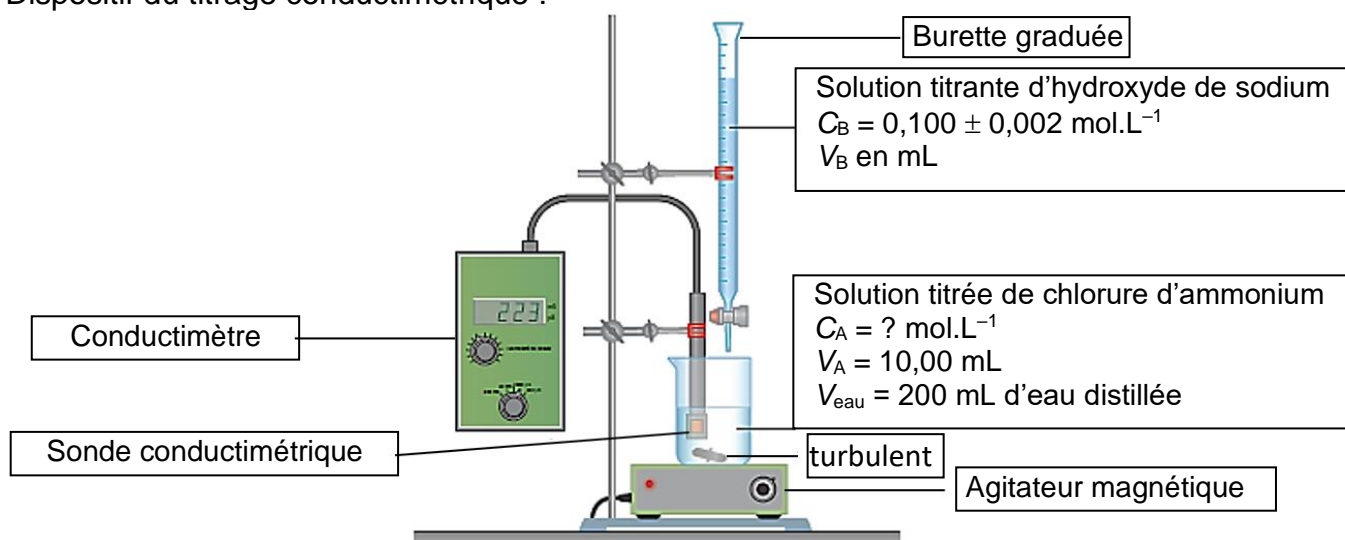 Dispositif du titrage conductimétrique :
Burette graduée
Solution titrante d’hydroxyde de sodium
CB = 0,100 ± 0,002 mol.L–1
VB en mL
Solution titrée de chlorure d’ammonium
CA = ? mol.L–1
VA = 10,00 mL
Veau = 200 mL d’eau distillée
Conductimètre
223
Sonde conductimétrique
turbulent
Agitateur magnétique